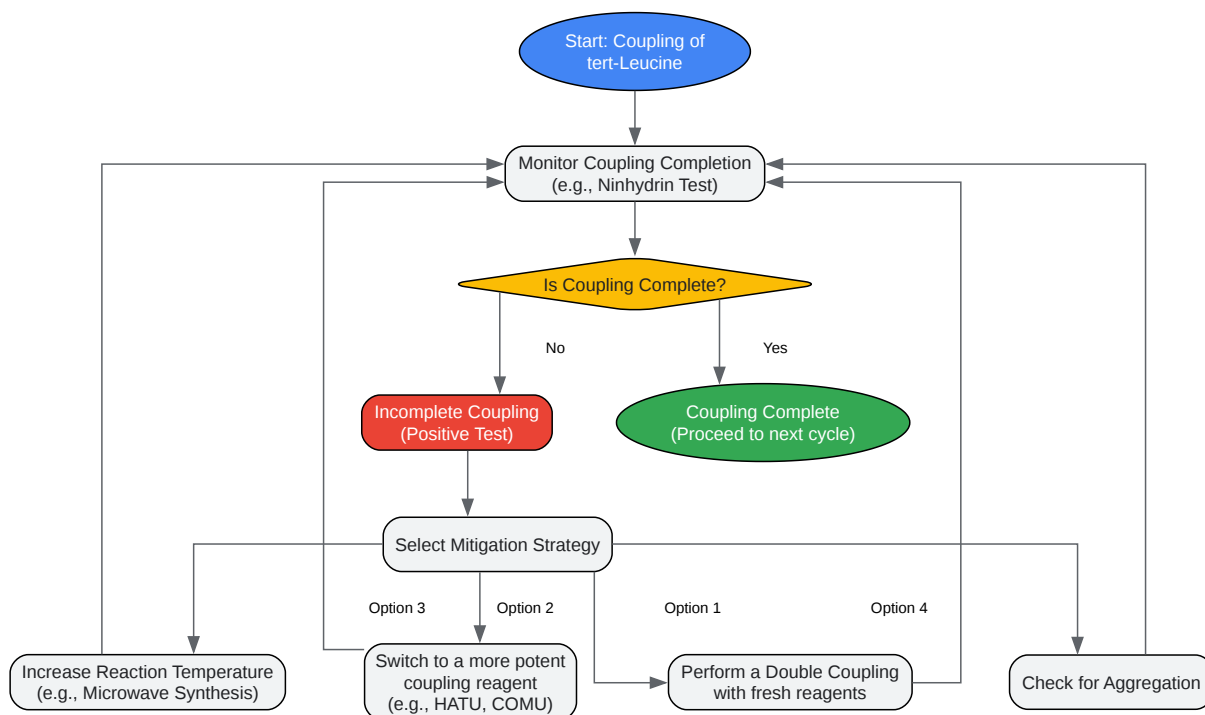 Start: Coupling of
tert-Leucine
Monitor Coupling Completion
(e.g., Ninhydrin Test)
Is Coupling Complete?
No
Yes
Incomplete Coupling
(Positive Test)
Coupling Complete
(Proceed to next cycle)
Select Mitigation Strategy
Option 3
Option 2
Option 1
Option 4
Increase Reaction Temperature
(e.g., Microwave Synthesis)
Switch to a more potent
coupling reagent
(e.g., HATU, COMU)
Perform a Double Coupling
with fresh reagents
Check for Aggregation